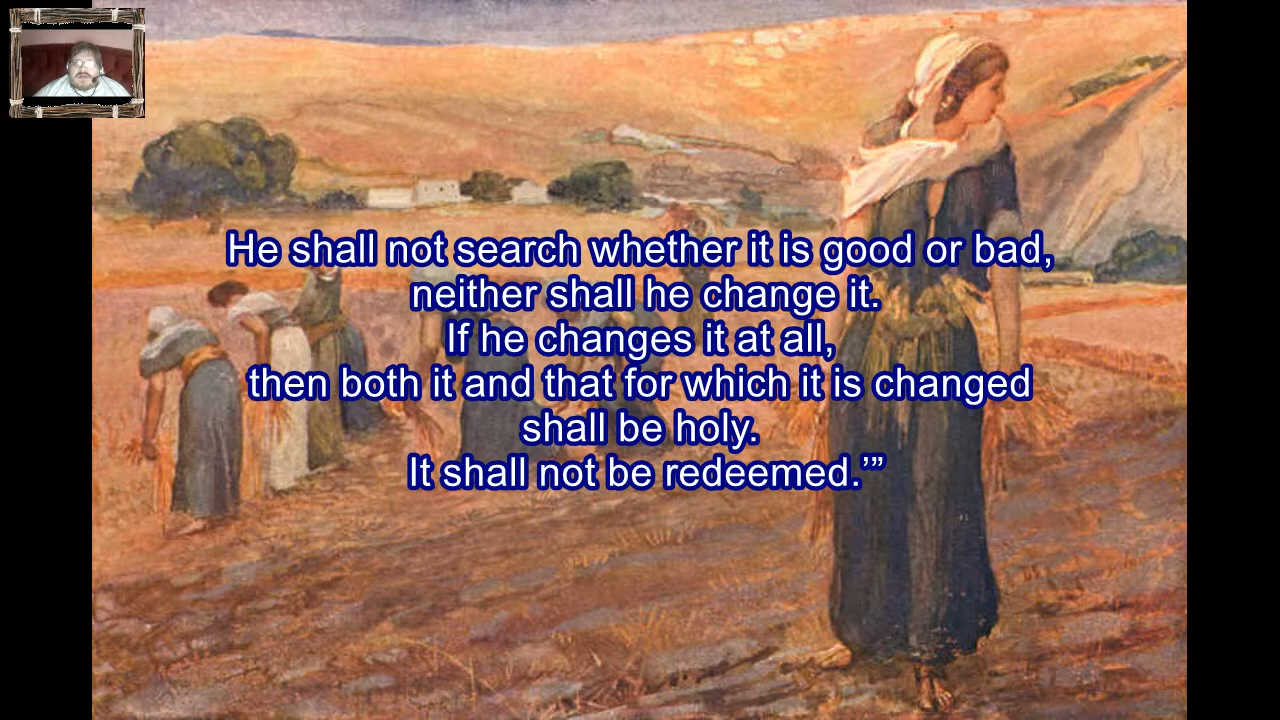 He shall not search whether it is good or bad,
neither shall he change it.
If he changes it at all,
then both it and that for which it is changed
shall be holy.
It shall not be redeemed.’”